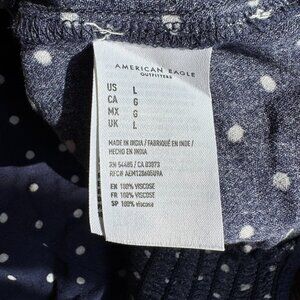 AMERICAN EAGLE
OUTFITTERS
US L
CA G
MX G
UK L
MADE IN INDIA / FABRIQUÉ EN INDE /
HECHO EN INDIA
RN 54485 / CA 03973
EN 100% VISCOSE
FR 100% VISCOSE
SP 100% VISCOSE